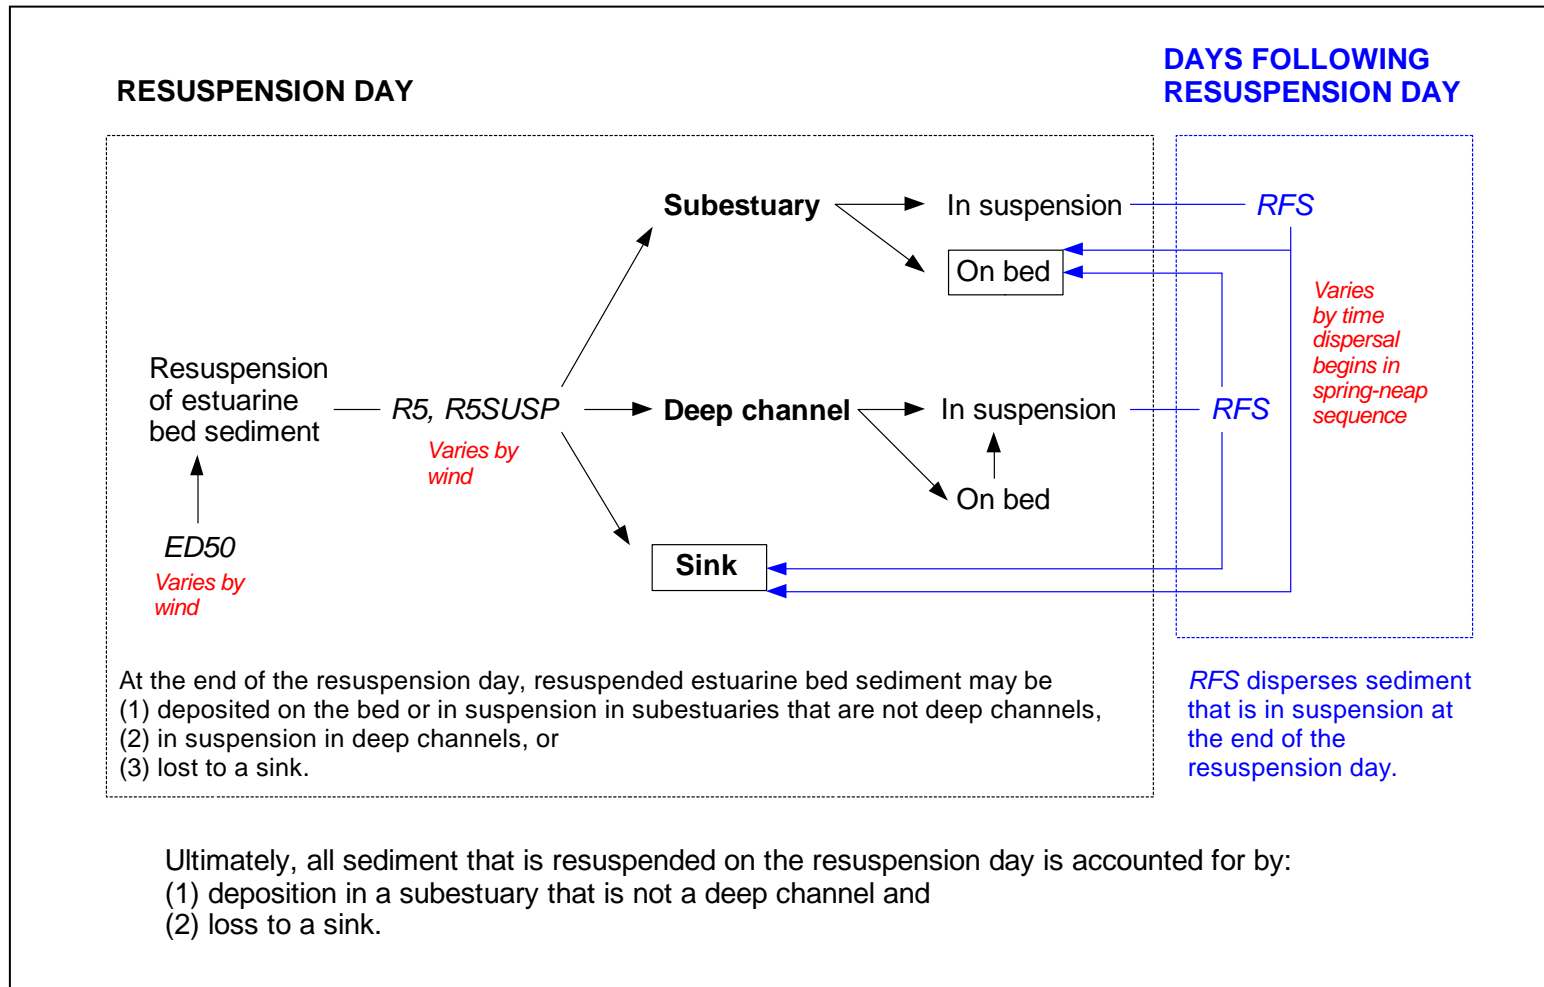 RESUSPENSION DAY
DAYS FOLLOWING
RESUSPENSION DAY
Subestuary
In suspension
RFS
On bed
Varies
by time
dispersal
begins in
spring-neap
sequence
Resuspension
of estuarine
bed sediment
R5, R5SUSP
Varies by
wind
Deep channel
In suspension
RFS
On bed
ED50
Varies by
wind
Sink
At the end of the resuspension day, resuspended estuarine bed sediment may be
(1) deposited on the bed or in suspension in subestuaries that are not deep channels,
(2) in suspension in deep channels, or
(3) lost to a sink.
RFS disperses sediment
that is in suspension at
the end of the
resuspension day.
Ultimately, all sediment that is resuspended on the resuspension day is accounted for by:
(1) deposition in a subestuary that is not a deep channel and
(2) loss to a sink.